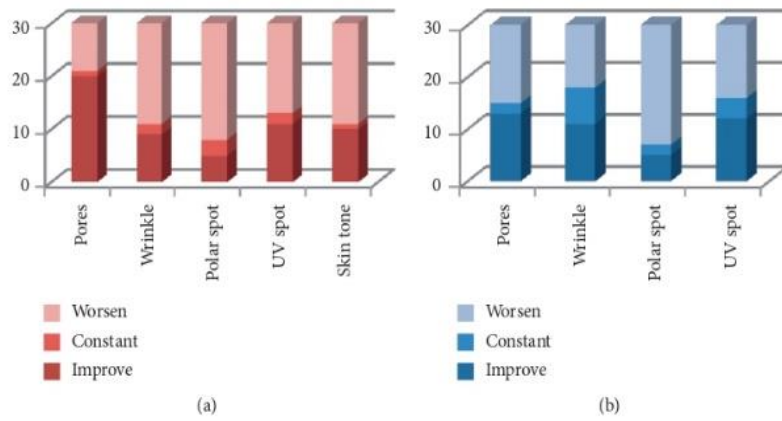 30
20
10
0
Pores
Wrinkle
Polar spot
UV spot
Skin tone
Worsen
Constant
Improve
(a)
30
20
10
0
Pores
Wrinkle
Polar spot
UV spot
Worsen
Constant
Improve
(b)